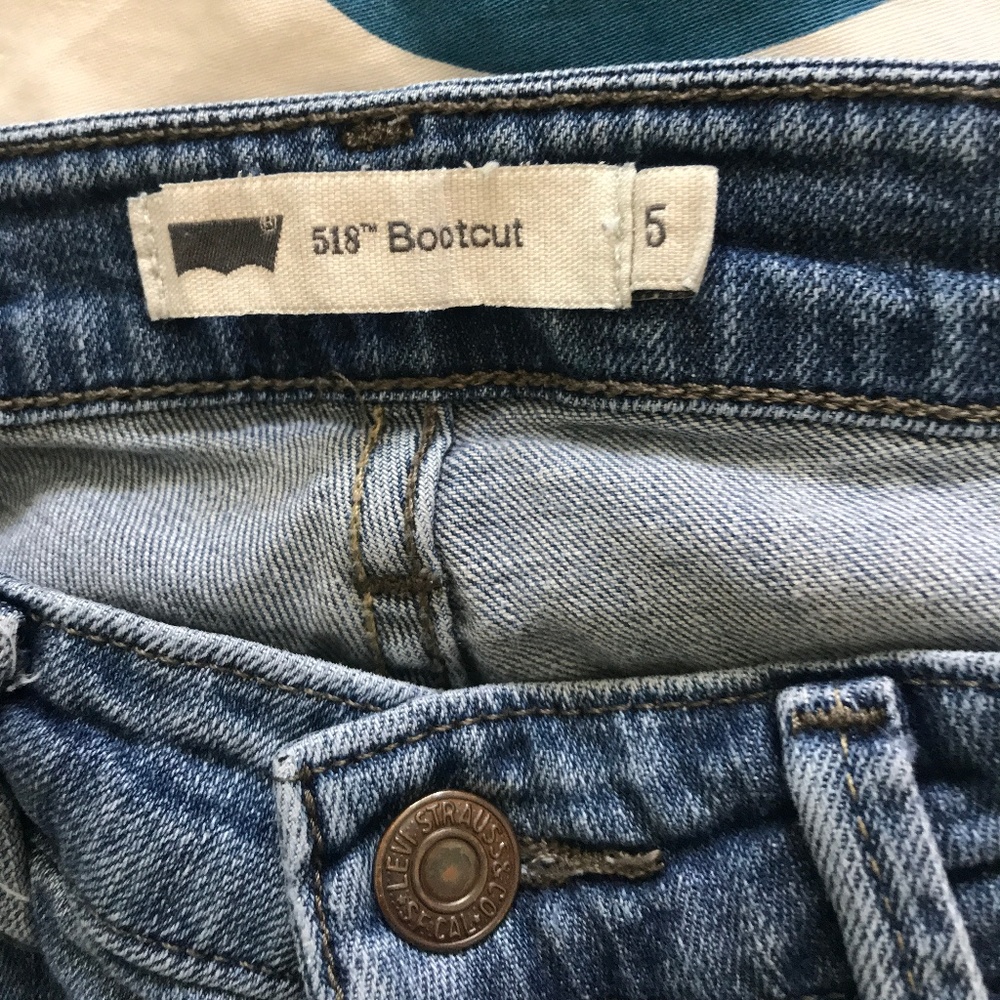 ® 518™ Bootcut
5
LEVI STRAUSS & CO
S.F. CAL